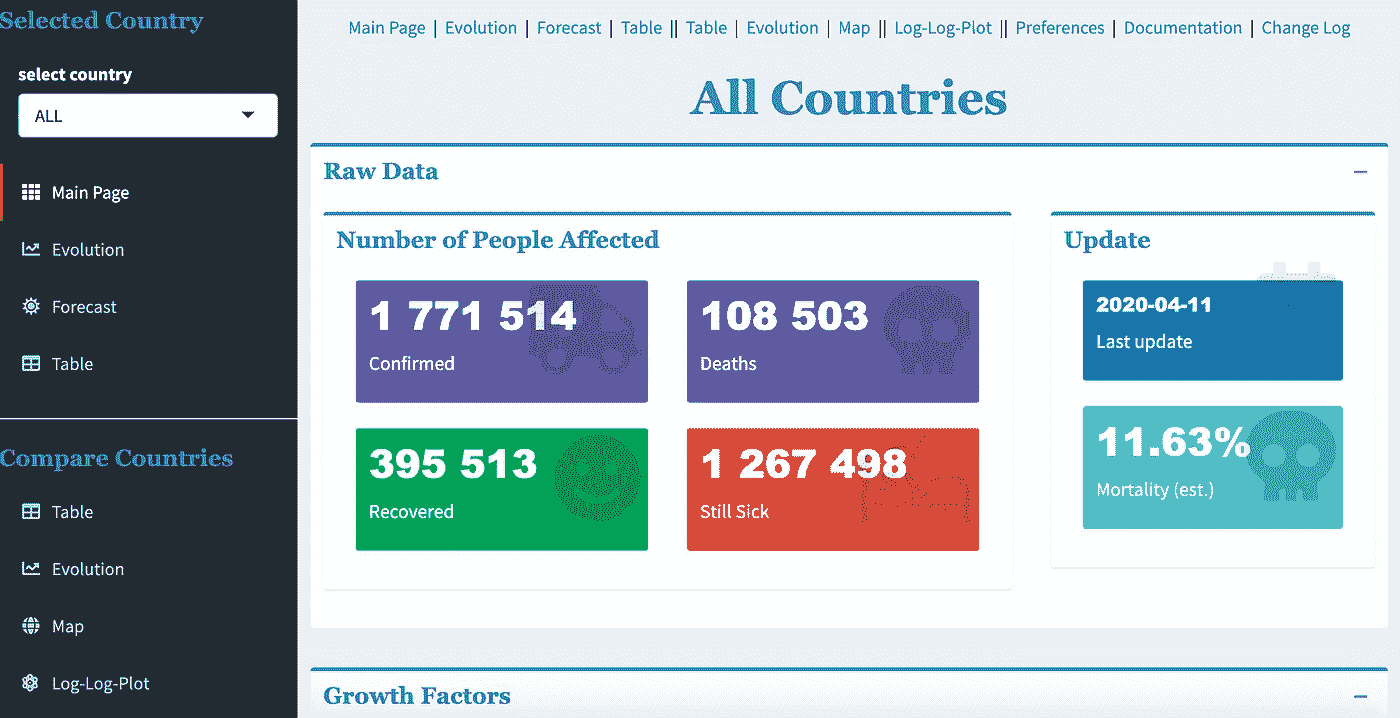 Selected Country
select country
ALL
Main Page
Evolution
Forecast
Table
Compare Countries
Table
Evolution
Map
Log-Log-Plot
Main Page | Evolution | Forecast | Table || Table | Evolution | Map || Log-Log-Plot || Preferences | Documentation | Change Log
All Countries
Raw Data
Number of People Affected
1 771 514
Confirmed
108 503
Deaths
395 513
Recovered
1 267 498
Still Sick
Update
2020-04-11
Last update
11.63%
Mortality (est.)
Growth Factors